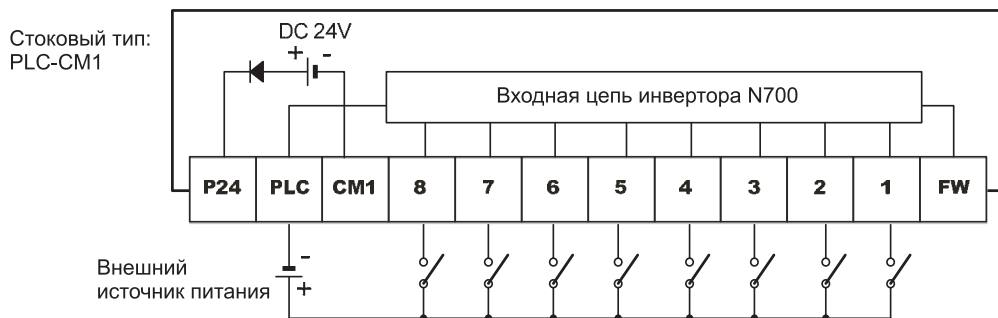 Стоковый тип:
PLC-CM1
DC 24V
+ -
Входная цепь инвертора N700
P24 PLC CM1 8 7 6 5 4 3 2 1 FW
Внешний
источник питания
-
+